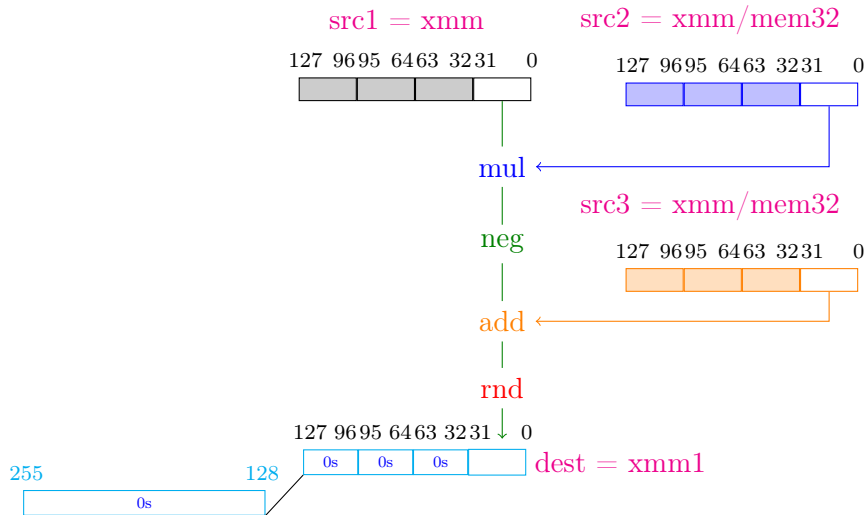 src1 = xmm
src2 = xmm/mem32
127 96 95 64 63 32 31 0
127 96 95 64 63 32 31 0
mul
src3 = xmm/mem32
neg
127 96 95 64 63 32 31 0
add
rnd
127 96 95 64 63 32 31 0
0s 0s 0s
dest = xmm1
255 128
0s